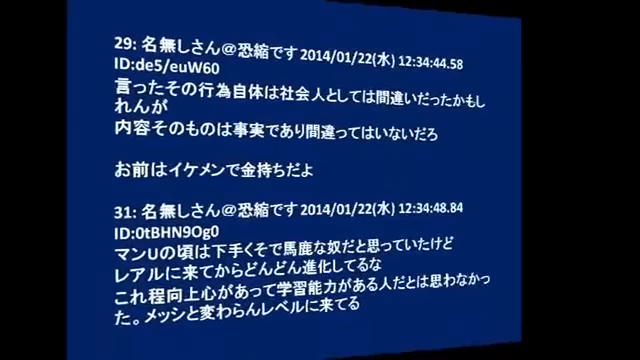 29: 名無しさん@恐縮です 2014/01/22(水) 12:34:44.58
ID:de5/euW60
言ったその行為自体は社会人としては間違いだったかもし
れんが
内容そのものは事実であり間違ってはいないだろ
お前はイケメンで金持ちだよ
31: 名無しさん@恐縮です 2014/01/22(水) 12:34:48.84
ID:0tBHN9Og0
マンUの頃は下手くそで馬鹿な奴だと思っていたけど
レアルに来てからどんどん進化してるな
これ程向上心があって学習能力がある人だとは思わなかっ
た。メッシと変わらんレベルに来てる